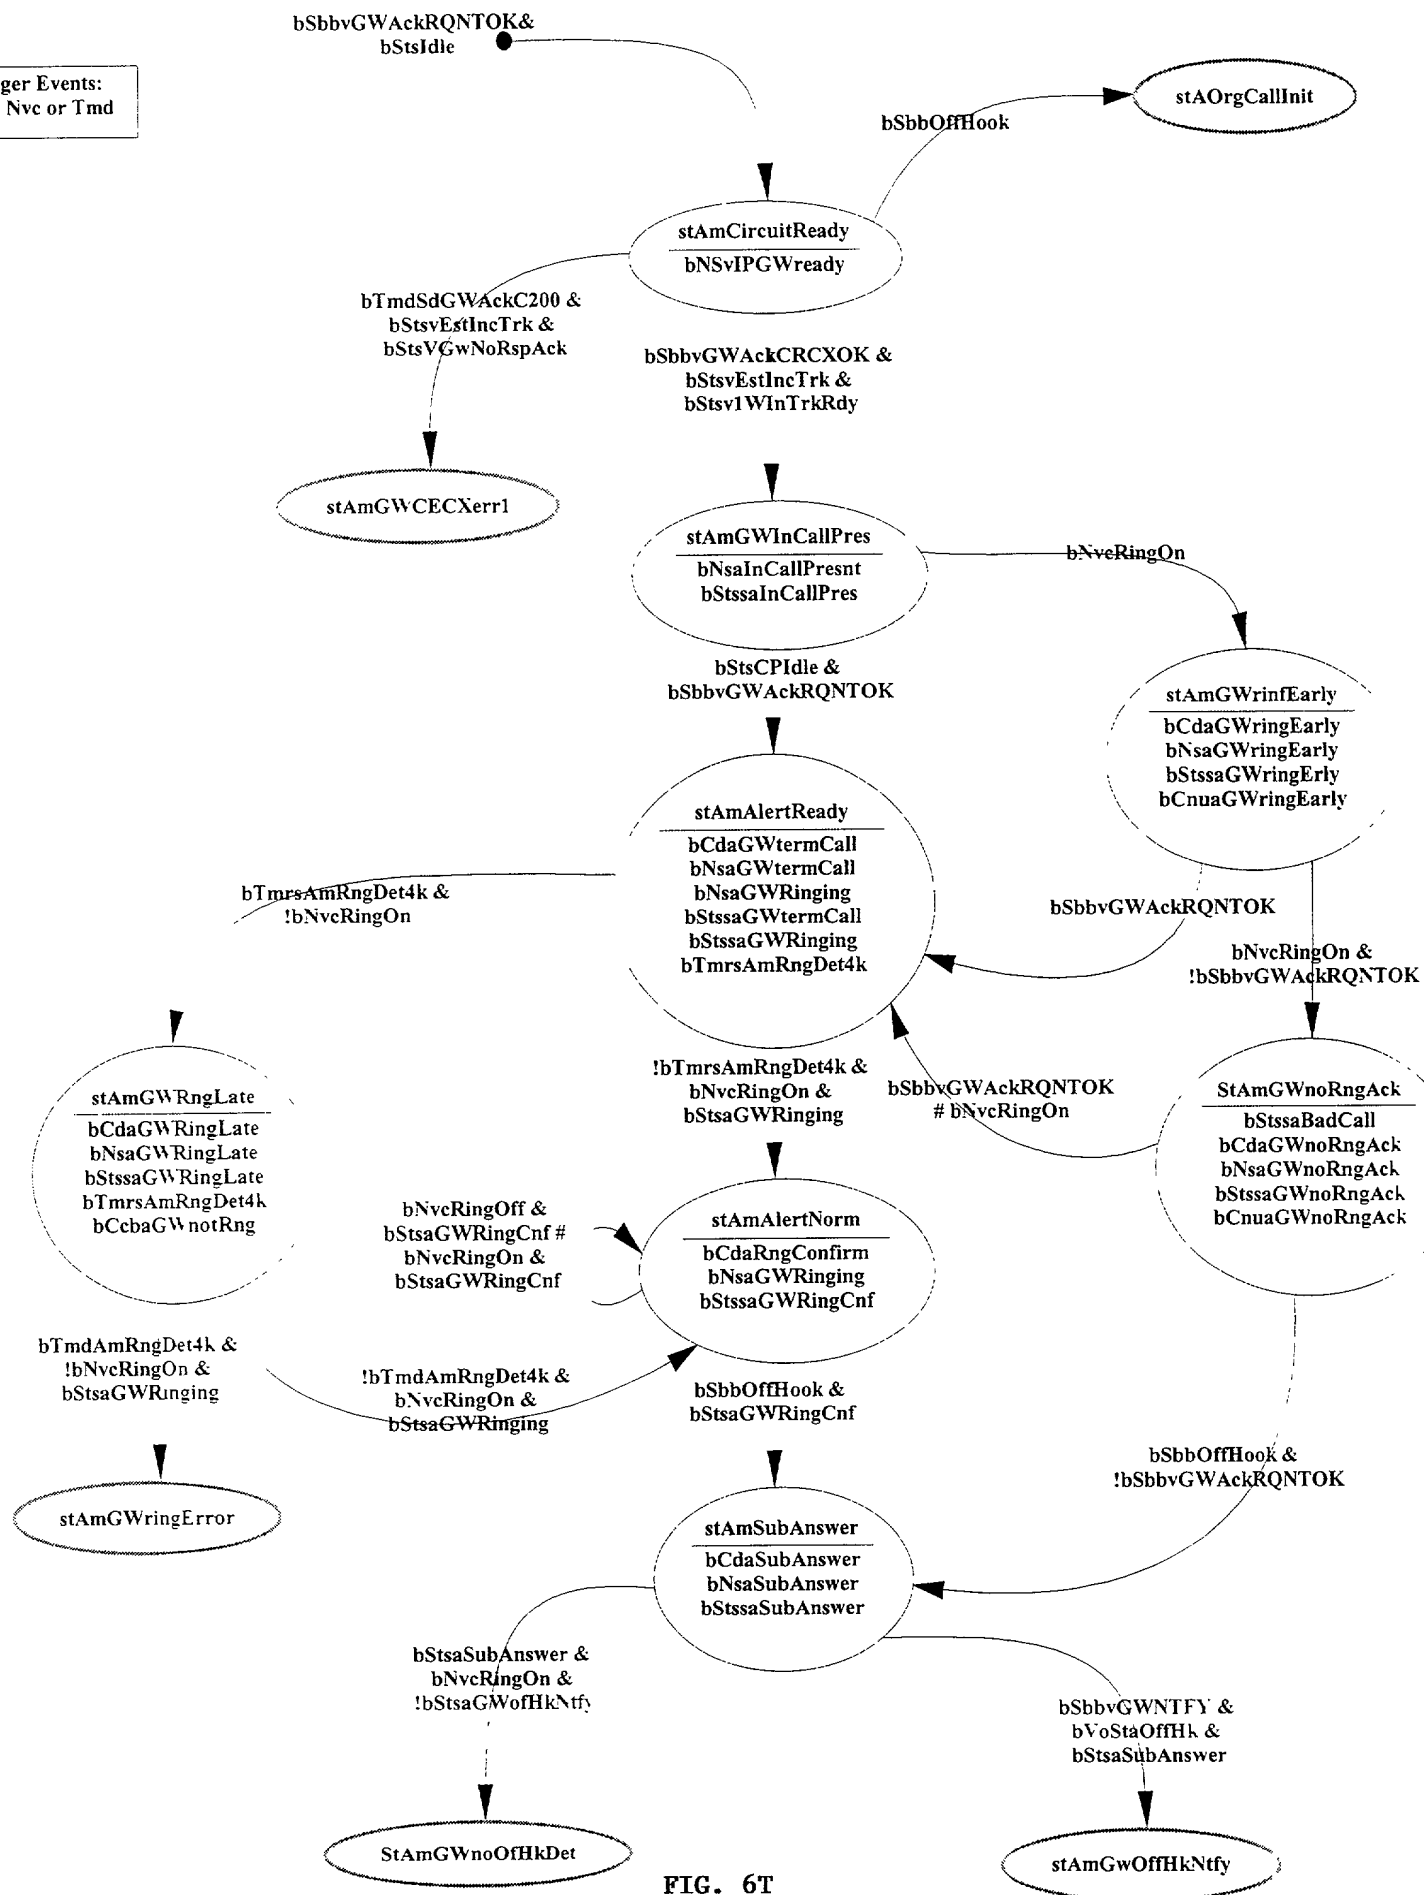 bSbbvGWAckRQNTOK&
bStsIdle
ger Events:
Nvc or Tmd
stAOrgCallInit
bSbbOffHook
stAmCircuitReady
bNSvIPGWready
bTmdSdGWAckC200 &
bStsvEstIncTrk &
bStsVGwNoRspAck
bSbbvGWAckCRCXOK &
bStsvEstIncTrk &
bStsv1WInTrkRdy
stAmGWCECXerr1
stAmGWInCallPres
bNsaInCallPresnt
bStssaInCallPres
bNvcRingOn
bStsCPIdle &
bSbbvGWAckRQNTOK
stAmGWrinfEarly
bCdaGWringEarly
bNsaGWringEarly
bStssaGWringErly
bCnuaGWringEarly
stAmAlertReady
bCdaGWtermCall
bNsaGWtermCall
bNsaGWRinging
bStssaGWtermCall
bStssaGWRinging
bTmrsAmRngDet4k
bTmrsAmRngDet4k &
!bNvcRingOn
bSbbvGWAckRQNTOK
bNvcRingOn &
!bSbbvGWAckRQNTOK
stAmGWRngLate
bCdaGWRingLate
bNsaGWRingLate
bStssaGWRingLate
bTmrsAmRngDet4k
bCcbaGWnotRng
!bTmrsAmRngDet4k &
bNvcRingOn &
bStsaGWRinging
bSbbvGWAckRQNTOK
# bNvcRingOn
StAmGWnoRngAck
bStssaBadCall
bCdaGWnoRngAck
bNsaGWnoRngAck
bStssaGWnoRngAck
bCnuaGWnoRngAck
bNvcRingOff &
bStsaGWRingCnf #
bNvcRingOn &
bStsaGWRingCnf
stAmAlertNorm
bCdaRngConfirm
bNsaGWRinging
bStssaGWRingCnf
bTmdAmRngDet4k &
!bNvcRingOn &
bStsaGWRinging
!bTmdAmRngDet4k &
bNvcRingOn &
bStsaGWRinging
bSbbOffHook &
bStsaGWRingCnf
bSbbOffHook &
!bSbbvGWAckRQNTOK
stAmGWringError
stAmSubAnswer
bCdaSubAnswer
bNsaSubAnswer
bStssaSubAnswer
bStsaSubAnswer &
bNvcRingOn &
!bStsaGWofHkNtfy
bSbbvGWNTFY &
bVoStaOffHk &
bStsaSubAnswer
StAmGWnoOfHkDet
stAmGwOffHkNtfy
FIG. 6T